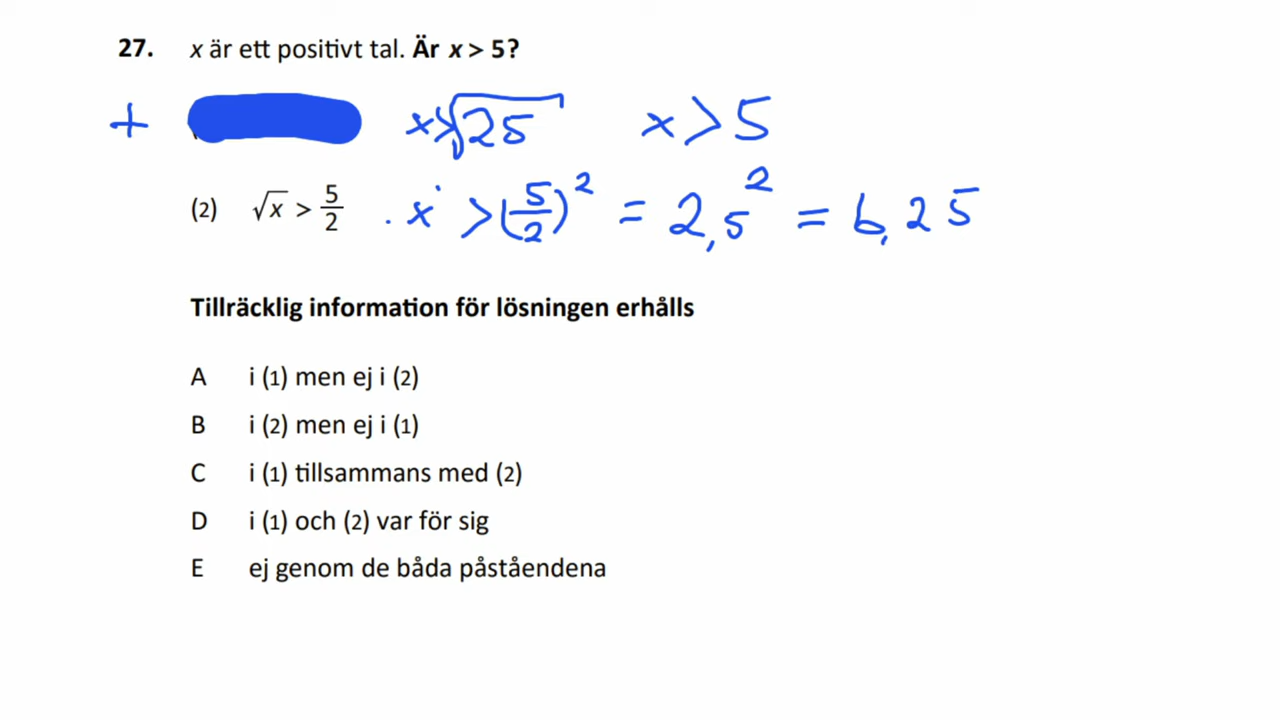 27. x är ett positivt tal. Är x > 5?
+ x>√25 x > 5
(2) √x > 5/2 . x > (5/2)² = 2,5² = 6,25
Tillräcklig information för lösningen erhålls
A i (1) men ej i (2)
B i (2) men ej i (1)
C i (1) tillsammans med (2)
D i (1) och (2) var för sig
E ej genom de båda påståendena